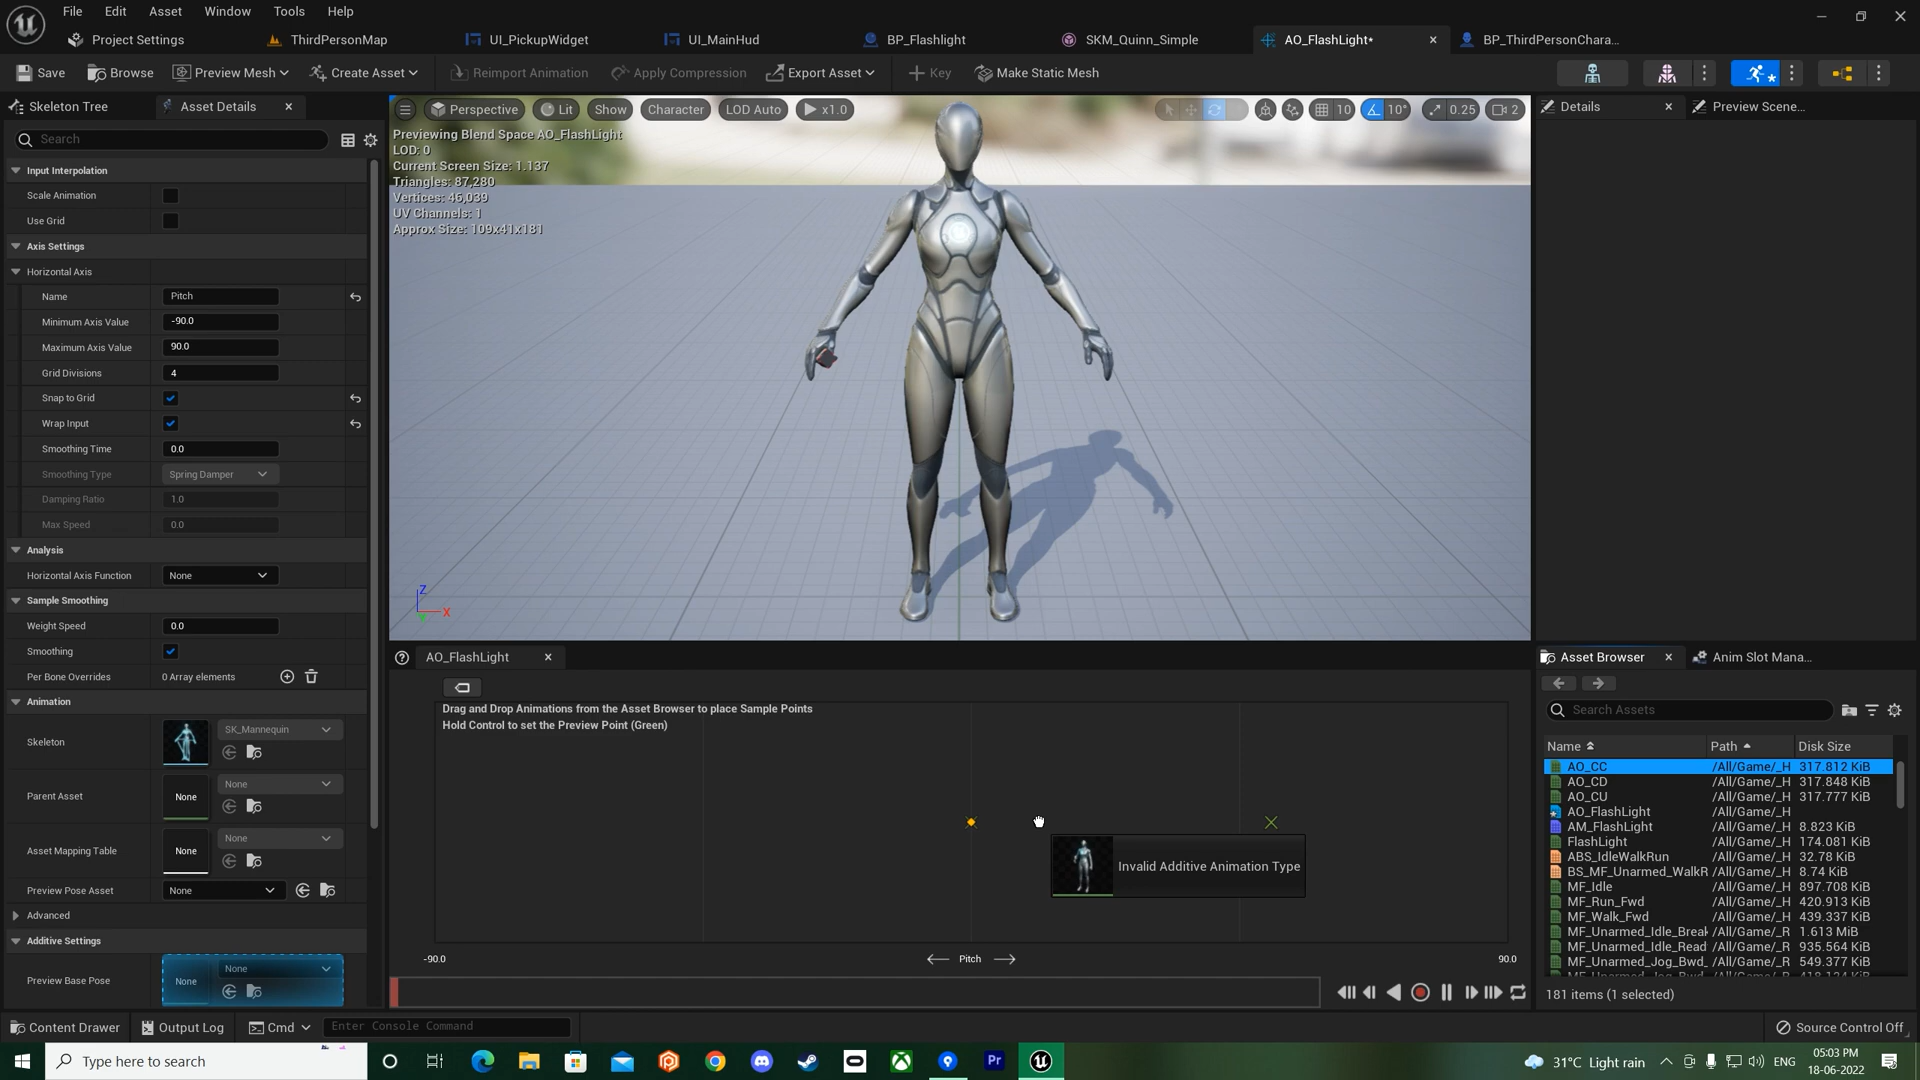 File Edit Asset Window Tools Help
Project Settings ThirdPersonMap UI_PickupWidget UI_MainHud BP_Flashlight SKM_Quinn_Simple AO_FlashLight* BP_ThirdPersonChara...
Save Browse Preview Mesh Create Asset Reimport Animation Apply Compression Export Asset Key Make Static Mesh
Skeleton Tree Asset Details
Search
Input Interpolation
Scale Animation
Use Grid
Axis Settings
Horizontal Axis
Name Pitch
Minimum Axis Value -90.0
Maximum Axis Value 90.0
Grid Divisions 4
Snap to Grid
Wrap Input
Smoothing Time 0.0
Smoothing Type Spring Damper
Damping Ratio 1.0
Max Speed 0.0
Analysis
Horizontal Axis Function None
Sample Smoothing
Weight Speed 0.0
Smoothing
Per Bone Overrides 0 Array elements
Animation
Skeleton SK_Mannequin
Parent Asset None None
Asset Mapping Table None None
Preview Pose Asset None
Advanced
Additive Settings
Preview Base Pose None None
Perspective Lit Show Character LOD Auto x1.0 10 10° 0.25 2
Previewing Blend Space AO_FlashLight
LOD: 0
Current Screen Size: 1.137
Triangles: 87,280
Vertices: 46,039
UV Channels: 1
Approx Size: 109x41x181
Z
X
AO_FlashLight
Drag and Drop Animations from the Asset Browser to place Sample Points
Hold Control to set the Preview Point (Green)
Invalid Additive Animation Type
-90.0 Pitch 90.0
Details Preview Scene...
Asset Browser Anim Slot Mana...
Search Assets
Name Path Disk Size
AO_CC /All/Game/_H 317.812 KiB
AO_CD /All/Game/_H 317.848 KiB
AO_CU /All/Game/_H 317.777 KiB
AO_FlashLight /All/Game/_H
AM_FlashLight /All/Game/_H 8.823 KiB
FlashLight /All/Game/_H 174.081 KiB
ABS_IdleWalkRun /All/Game/_H 32.78 KiB
BS_MF_Unarmed_WalkR /All/Game/_H 8.74 KiB
MF_Idle /All/Game/_H 897.708 KiB
MF_Run_Fwd /All/Game/_H 420.913 KiB
MF_Walk_Fwd /All/Game/_H 439.337 KiB
MF_Unarmed_Idle_Break /All/Game/_R 1.613 MiB
MF_Unarmed_Idle_Read /All/Game/_R 935.564 KiB
MF_Unarmed_Jog_Bwd_ /All/Game/_R 549.377 KiB
181 items (1 selected)
Content Drawer Output Log Cmd Enter Console Command Source Control Off
Type here to search
Pr
31°C Light rain ENG
05:03 PM
18-06-2022